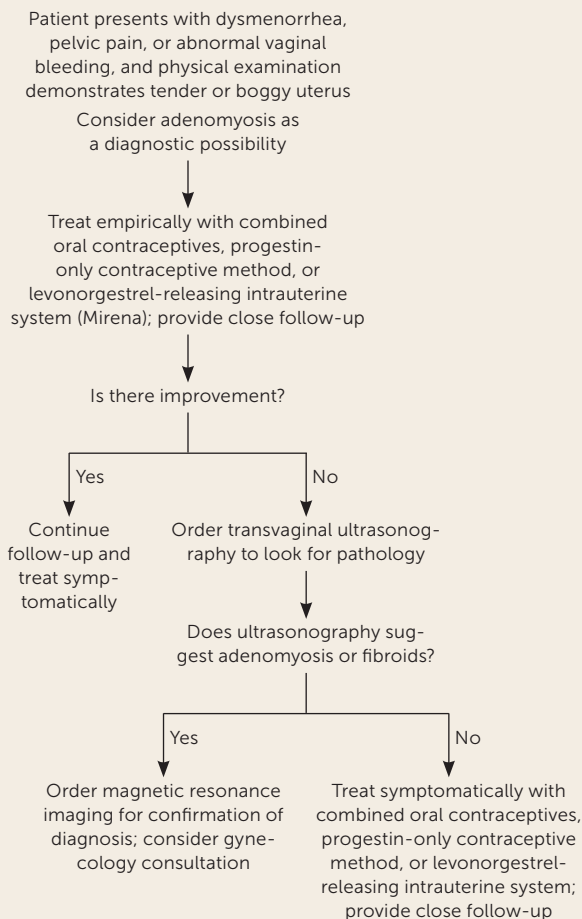 Patient presents with dysmenorrhea,
pelvic pain, or abnormal vaginal
bleeding, and physical examination
demonstrates tender or boggy uterus
Consider adenomyosis as
a diagnostic possibility
Treat empirically with combined
oral contraceptives, progestin-
only contraceptive method, or
levonorgestrel-releasing intrauterine
system (Mirena); provide close follow-up
Is there improvement?
Yes
No
Continue
follow-up and
treat symp-
tomatically
Order transvaginal ultrasonog-
raphy to look for pathology
Does ultrasonography sug-
gest adenomyosis or fibroids?
Yes
No
Order magnetic resonance
imaging for confirmation of
diagnosis; consider gyne-
cology consultation
Treat symptomatically with
combined oral contraceptives,
progestin-only contraceptive
method, or levonorgestrel-
releasing intrauterine system;
provide close follow-up